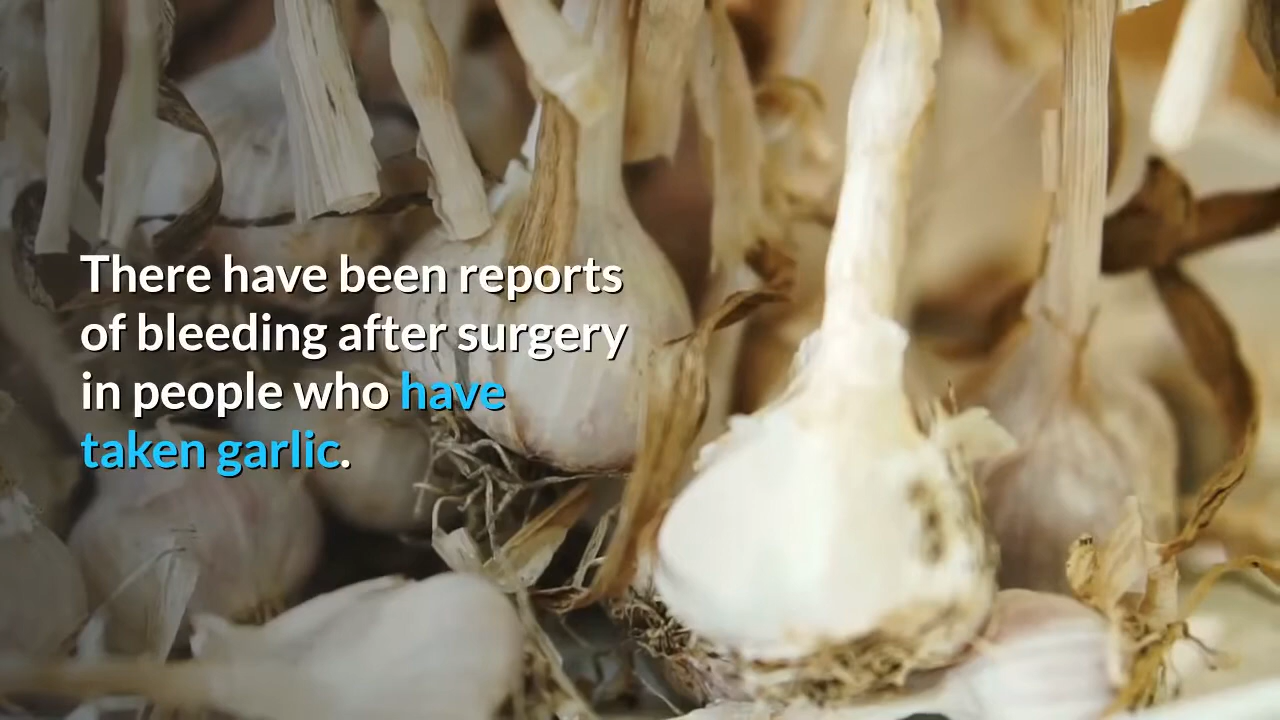 There have been reports
of bleeding after surgery
in people who have
taken garlic.